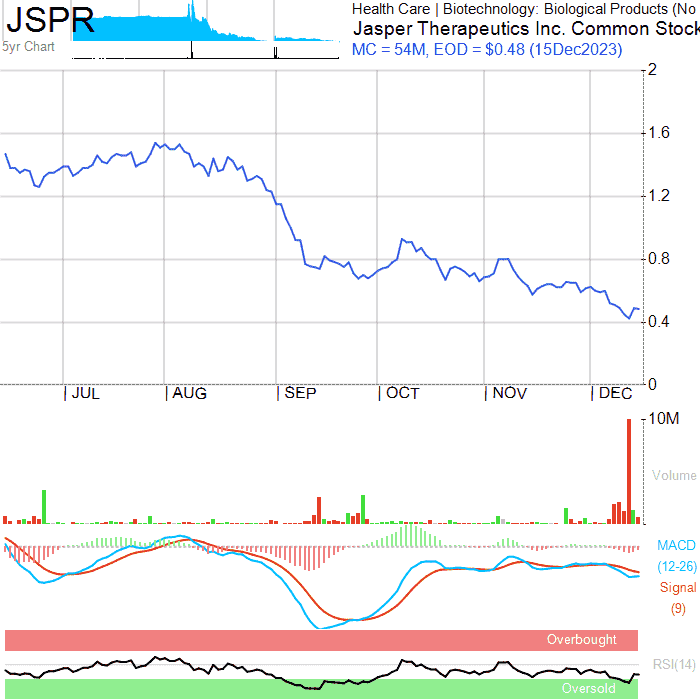 JSPR
5yr Chart
Health Care | Biotechnology: Biological Products (No
Jasper Therapeutics Inc. Common Stock
MC = 54M, EOD = $0.48 (15Dec2023)
2
1.6
1.2
0.8
0.4
0
JUL AUG SEP OCT NOV DEC
10M
Volume
MACD
(12-26)
Signal
(9)
Overbought
RSI(14)
Oversold